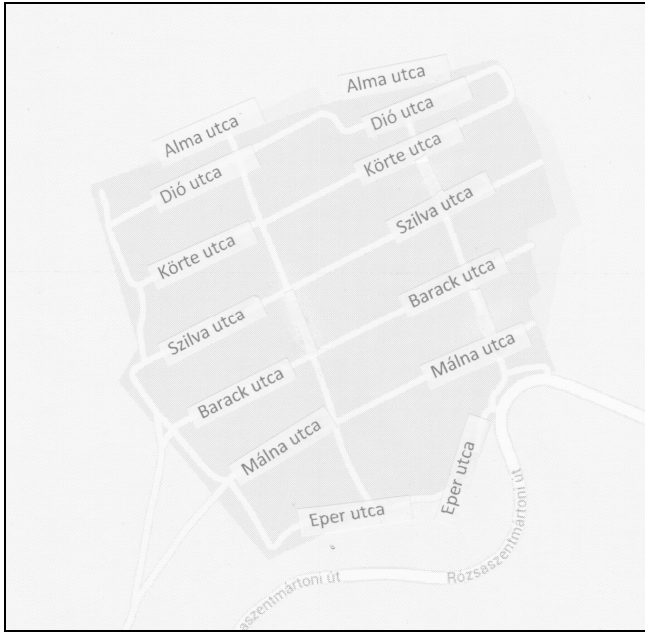 Alma utca
Alma utca
Dió utca
Dió utca
Körte utca
Körte utca
Szilva utca
Szilva utca
Barack utca
Barack utca
Málna utca
Málna utca
Eper utca
Eper utca
Rózsaszentmártoni út
aszentmártoni út